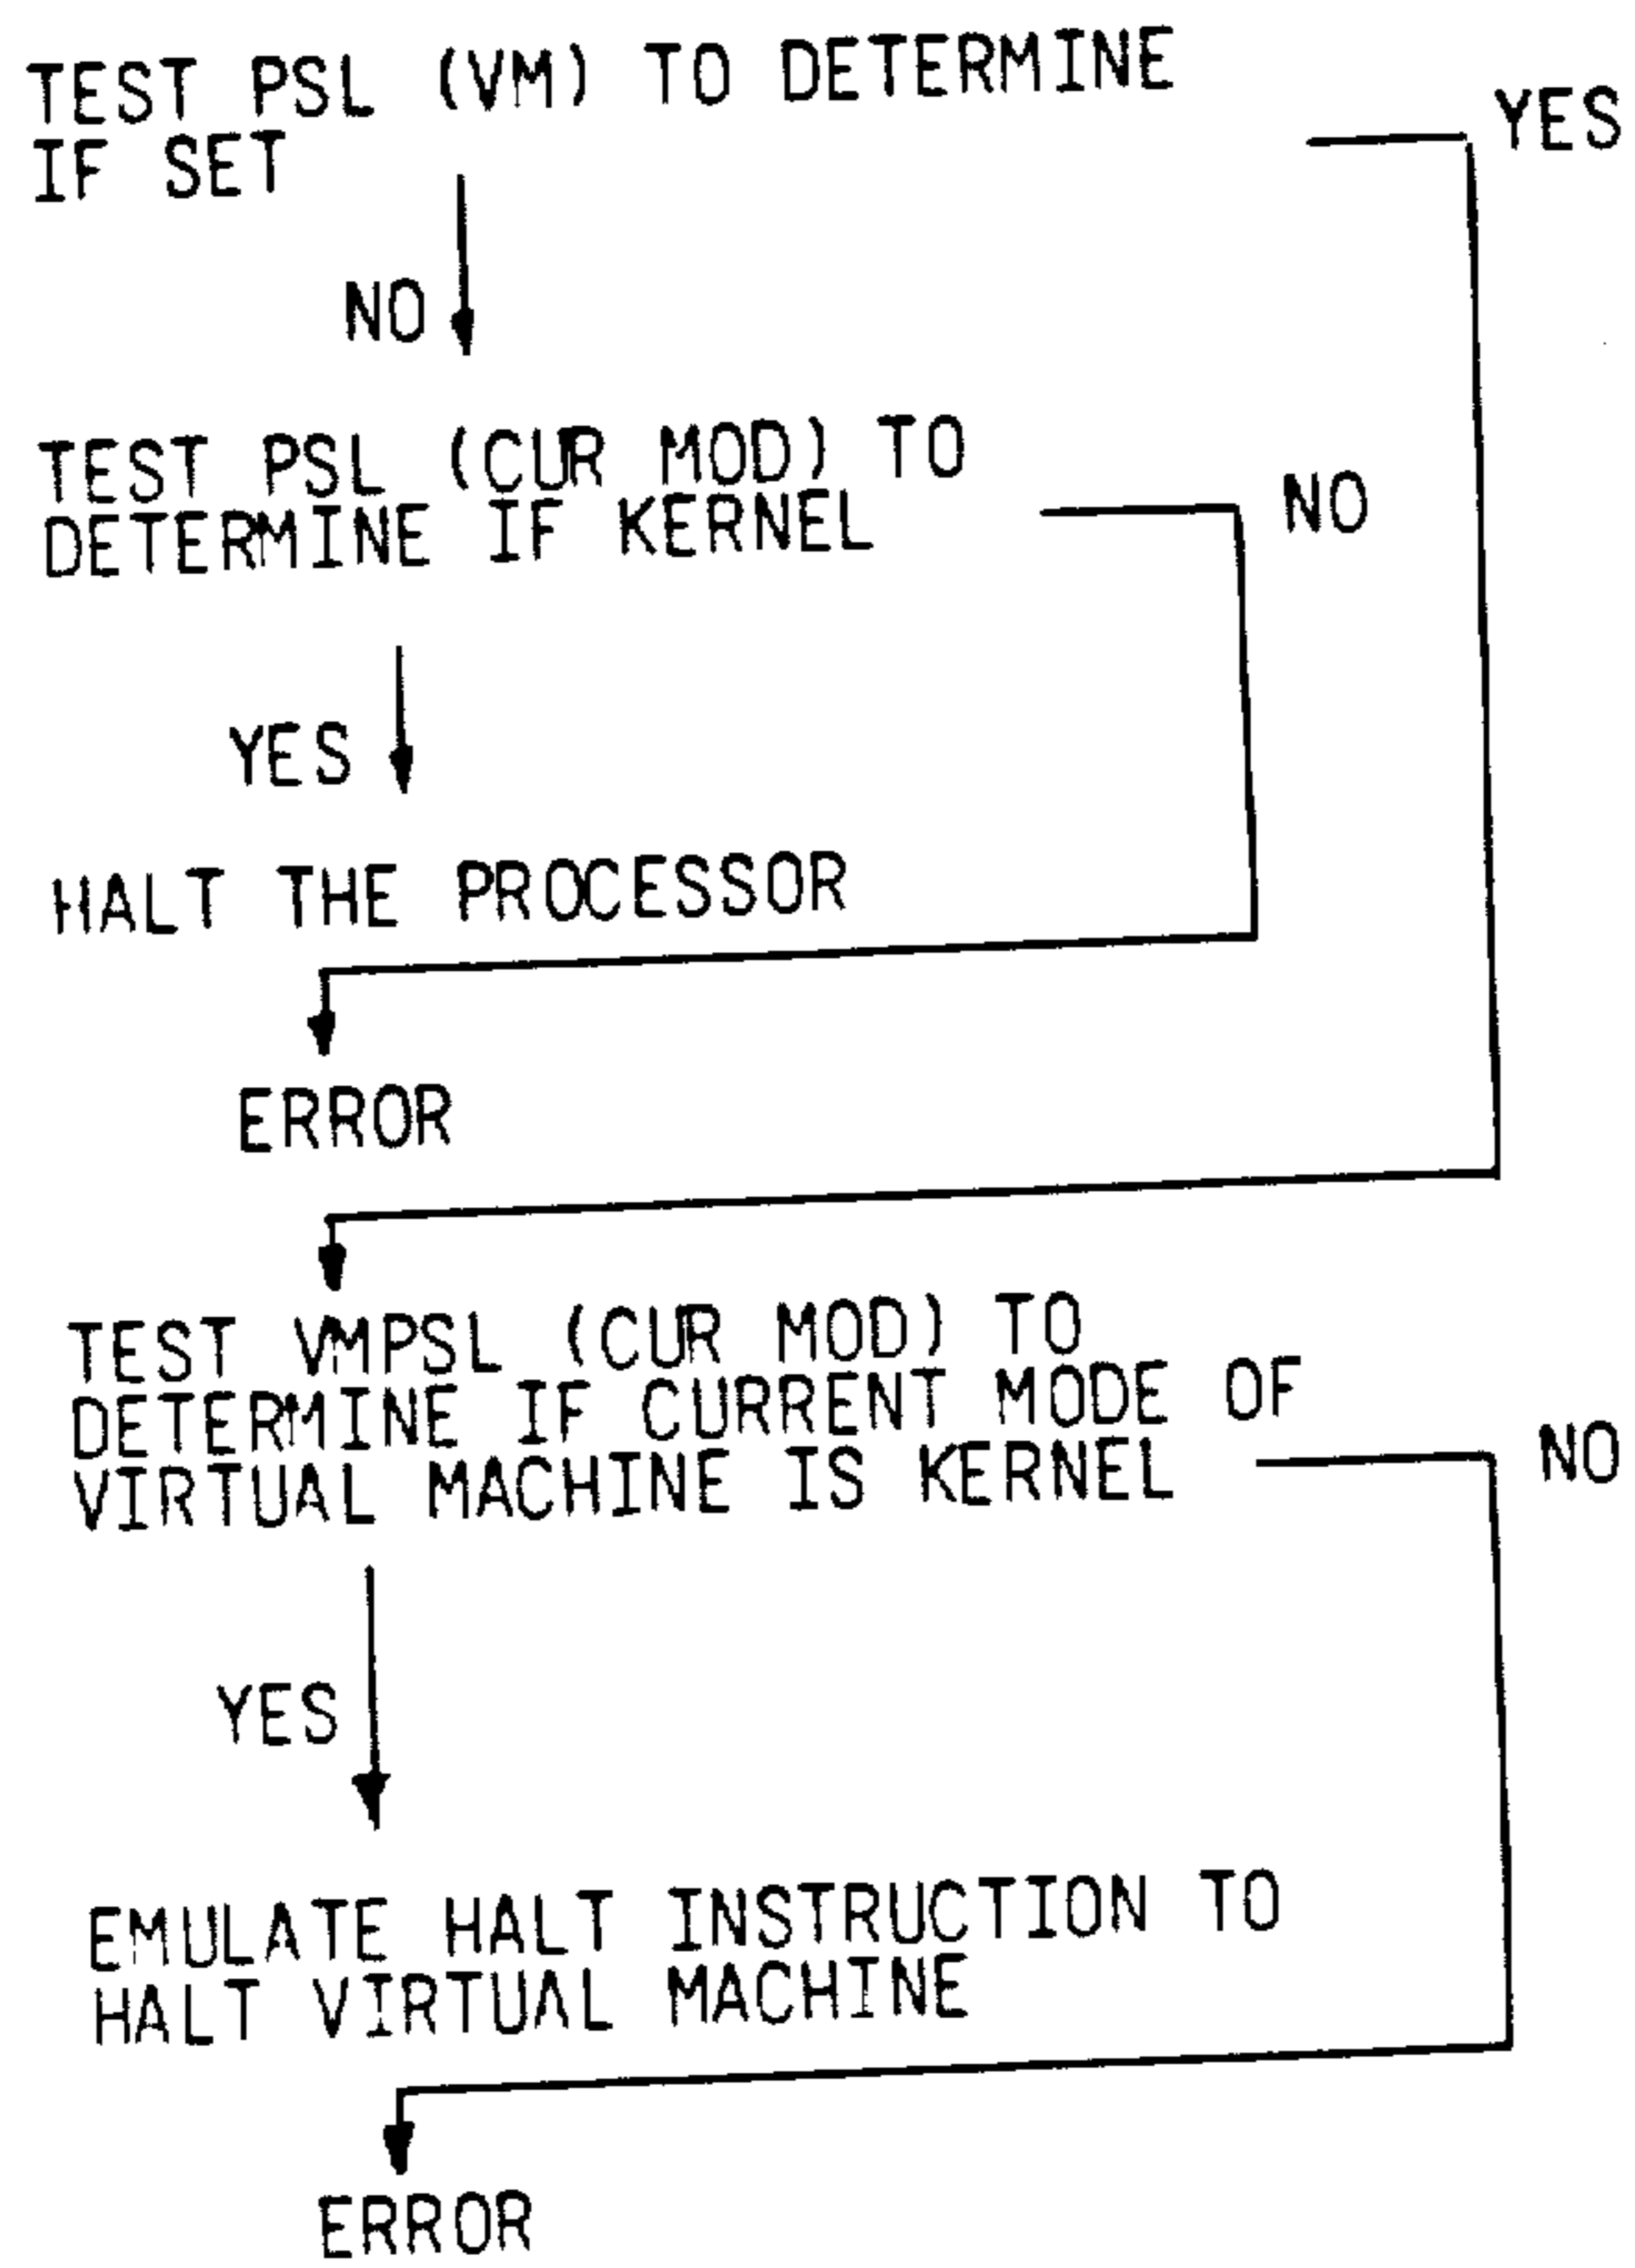 TEST PSL (VM) TO DETERMINE
IF SET
YES
NO
TEST PSL (CUR MOD) TO
DETERMINE IF KERNEL
NO
YES
HALT THE PROCESSOR
ERROR
TEST VMPSL (CUR MOD) TO
DETERMINE IF CURRENT MODE OF
VIRTUAL MACHINE IS KERNEL
NO
YES
EMULATE HALT INSTRUCTION TO
HALT VIRTUAL MACHINE
ERROR